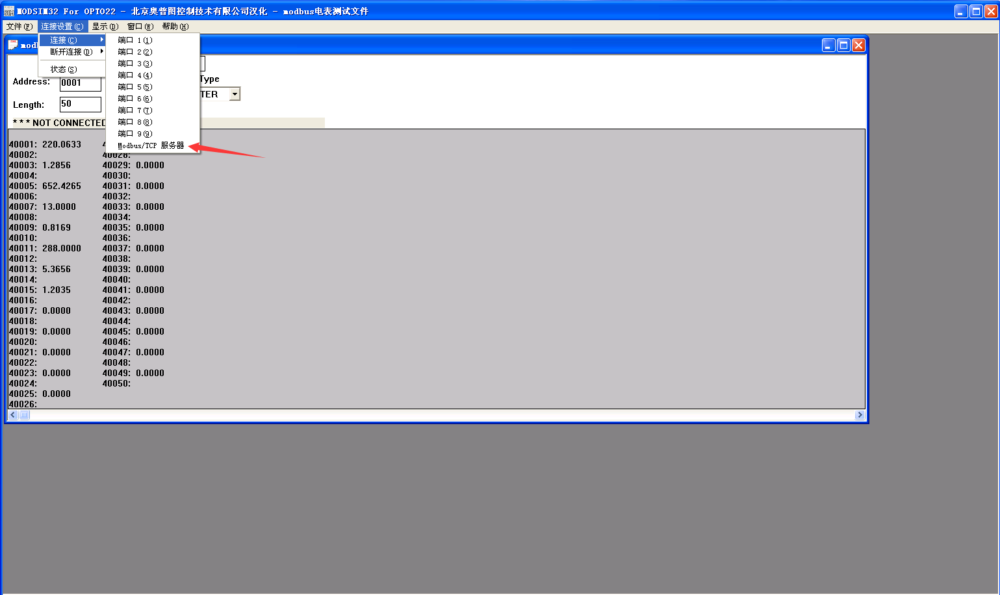 MODSIM32 For OPTO22 - 北京奥普图控制技术有限公司汉化 - modbus电表测试文件
文件(F) 连接设置(C) 显示(D) 窗口(W) 帮助(H)
连接(C)
断开连接(D)
状态(S)
端口 1(1)
端口 2(2)
端口 3(3)
端口 4(4)
端口 5(5)
端口 6(6)
端口 7(7)
端口 8(8)
端口 9(9)
Modbus/TCP 服务器
Address: 0001
Type
TER
Length: 50
* * * NOT CONNECTED
40001: 220.0633
40002: 40028:
40003: 1.2856 40029: 0.0000
40004: 40030:
40005: 652.4265 40031: 0.0000
40006: 40032:
40007: 13.0000 40033: 0.0000
40008: 40034:
40009: 0.8169 40035: 0.0000
40010: 40036:
40011: 288.0000 40037: 0.0000
40012: 40038:
40013: 5.3656 40039: 0.0000
40014: 40040:
40015: 1.2035 40041: 0.0000
40016: 40042:
40017: 0.0000 40043: 0.0000
40018: 40044:
40019: 0.0000 40045: 0.0000
40020: 40046:
40021: 0.0000 40047: 0.0000
40022: 40048:
40023: 0.0000 40049: 0.0000
40024: 40050:
40025: 0.0000
40026: